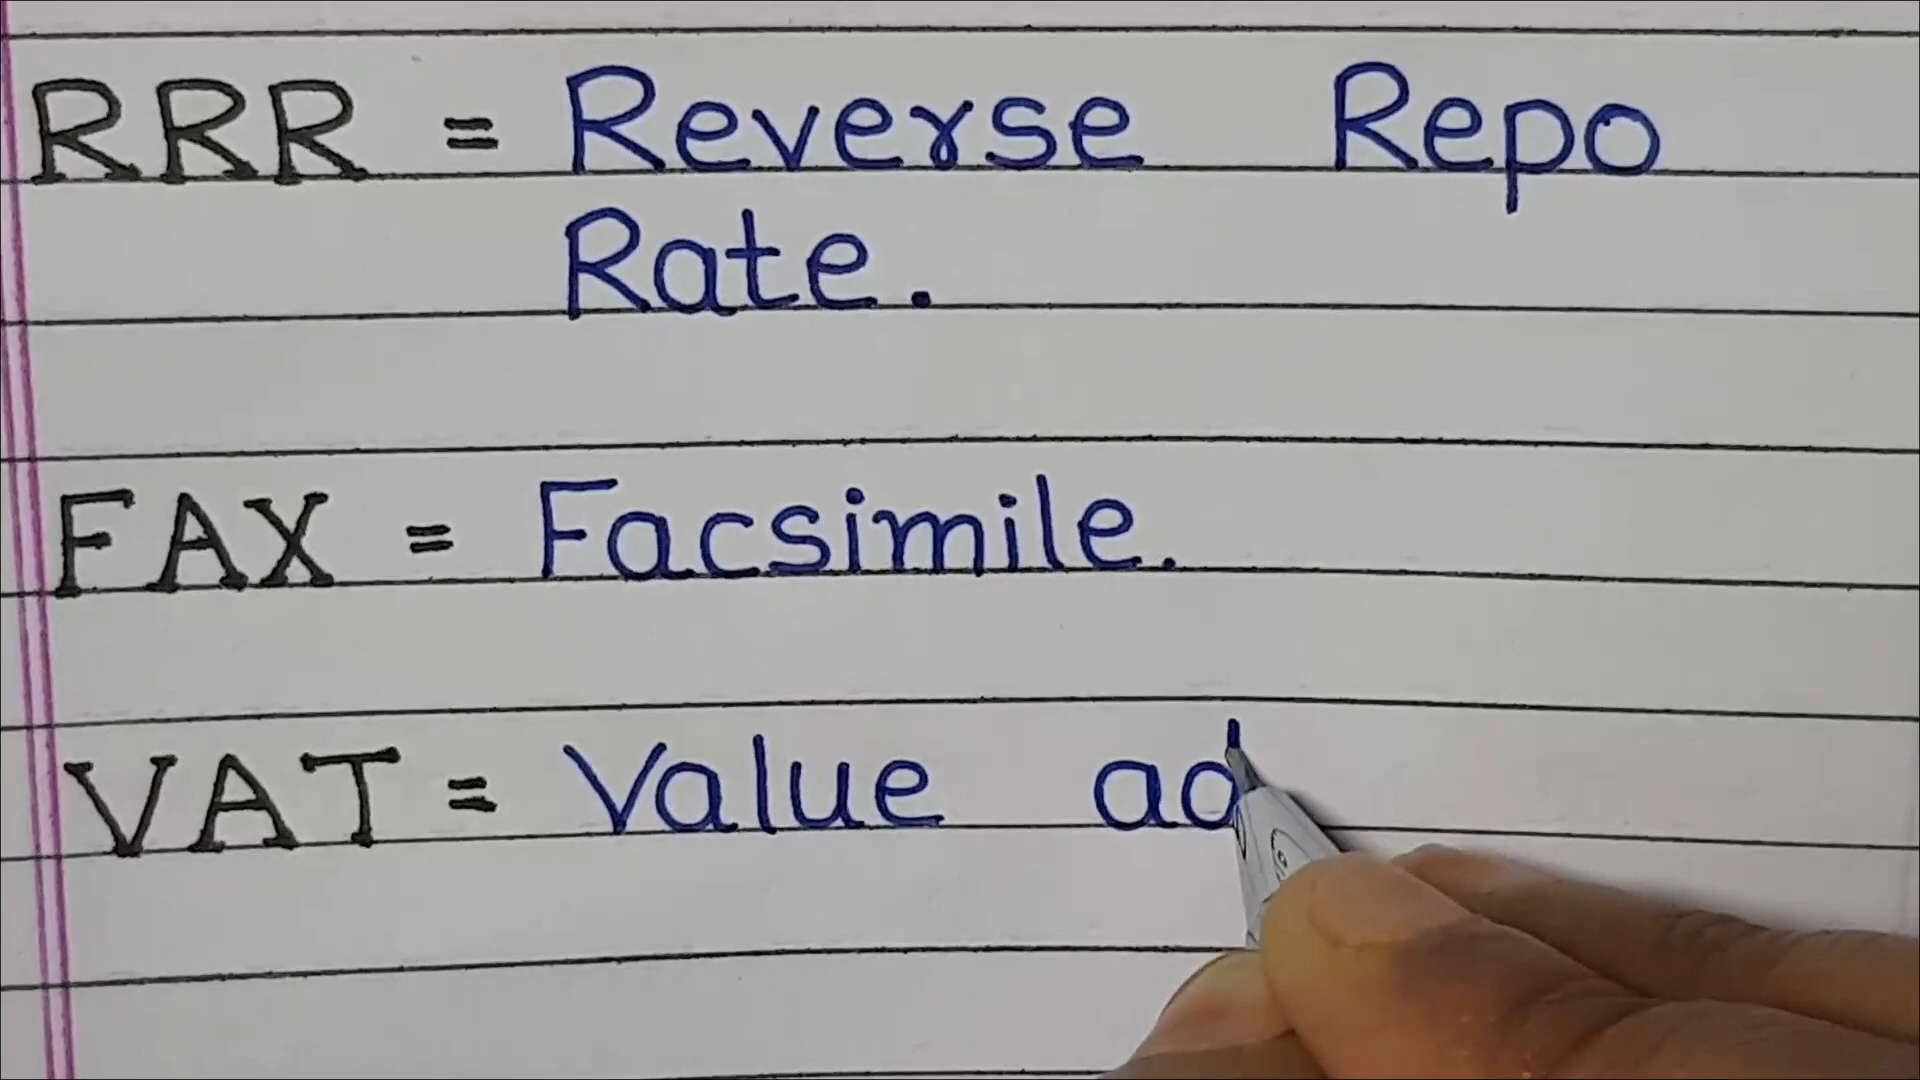 RRR = Reverse Repo
Rate.
FAX = Facsimile.
VAT = Value ad